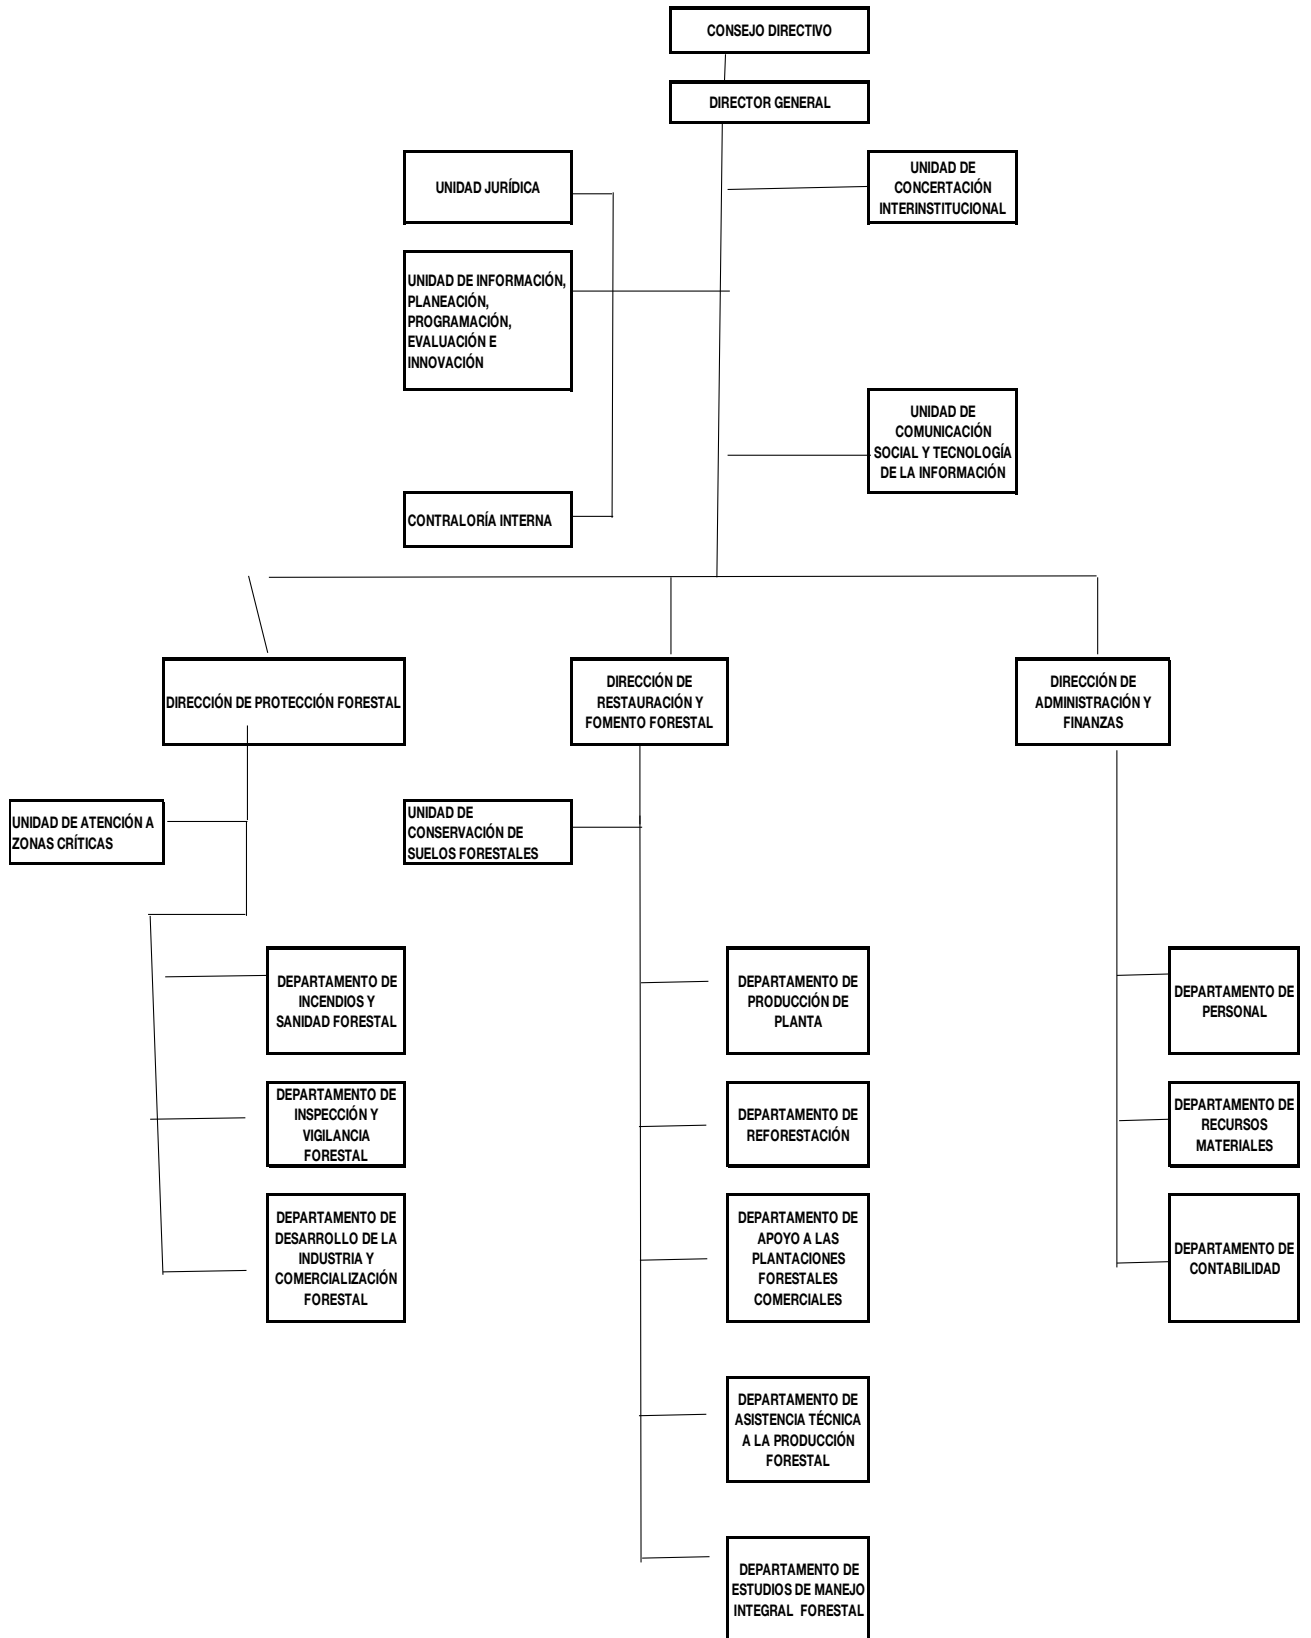 CONSEJO DIRECTIVO
DIRECTOR GENERAL
UNIDAD JURÍDICA
UNIDAD DE
CONCERTACIÓN
INTERINSTITUCIONAL
UNIDAD DE INFORMACIÓN,
PLANEACIÓN,
PROGRAMACIÓN,
EVALUACIÓN E
INNOVACIÓN
UNIDAD DE
COMUNICACIÓN
SOCIAL Y TECNOLOGÍA
DE LA INFORMACIÓN
CONTRALORÍA INTERNA
DIRECCIÓN DE PROTECCIÓN FORESTAL
DIRECCIÓN DE
RESTAURACIÓN Y
FOMENTO FORESTAL
DIRECCIÓN DE
ADMINISTRACIÓN Y
FINANZAS
UNIDAD DE ATENCIÓN A
ZONAS CRÍTICAS
UNIDAD DE
CONSERVACIÓN DE
SUELOS FORESTALES
DEPARTAMENTO DE
INCENDIOS Y
SANIDAD FORESTAL
DEPARTAMENTO DE
PRODUCCIÓN DE
PLANTA
DEPARTAMENTO DE
PERSONAL
DEPARTAMENTO DE
INSPECCIÓN Y
VIGILANCIA
FORESTAL
DEPARTAMENTO DE
REFORESTACIÓN
DEPARTAMENTO DE
RECURSOS
MATERIALES
DEPARTAMENTO DE
DESARROLLO DE LA
INDUSTRIA Y
COMERCIALIZACIÓN
FORESTAL
DEPARTAMENTO DE
APOYO A LAS
PLANTACIONES
FORESTALES
COMERCIALES
DEPARTAMENTO DE
CONTABILIDAD
DEPARTAMENTO DE
ASISTENCIA TÉCNICA
A LA PRODUCCIÓN
FORESTAL
DEPARTAMENTO DE
ESTUDIOS DE MANEJO
INTEGRAL FORESTAL